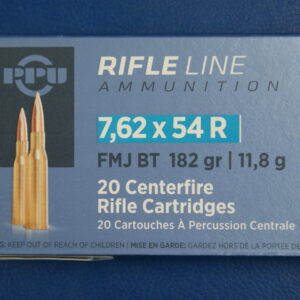 PPU
RIFLE LINE
AMMUNITION
7,62 x 54 R
FMJ BT 182 gr | 11,8 g
20 Centerfire
Rifle Cartridges
20 Cartouches À Percussion Centrale
KEEP OUT OF REACH OF CHILDREN | MISE EN GARDE: GARDEZ HORS DE LA PORTÉE DE